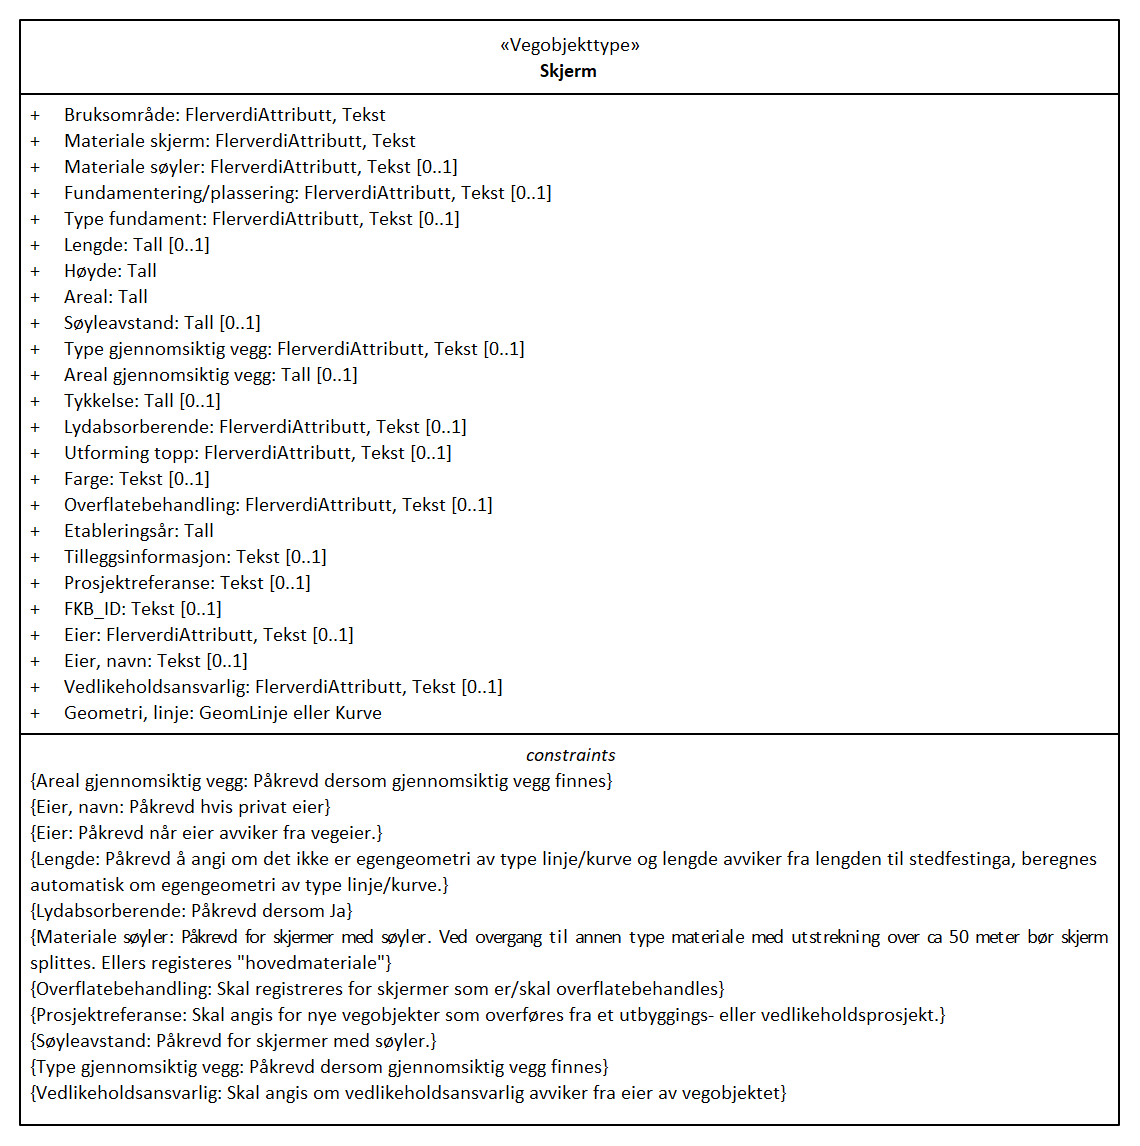 «Vegobjekttype»
Skjerm
+ Bruksområde: FlerverdiAttributt, Tekst
+ Materiale skjerm: FlerverdiAttributt, Tekst
+ Materiale søyler: FlerverdiAttributt, Tekst [0..1]
+ Fundamentering/plassering: FlerverdiAttributt, Tekst [0..1]
+ Type fundament: FlerverdiAttributt, Tekst [0..1]
+ Lengde: Tall [0..1]
+ Høyde: Tall
+ Areal: Tall
+ Søyleavstand: Tall [0..1]
+ Type gjennomsiktig vegg: FlerverdiAttributt, Tekst [0..1]
+ Areal gjennomsiktig vegg: Tall [0..1]
+ Tykkelse: Tall [0..1]
+ Lydabsorberende: FlerverdiAttributt, Tekst [0..1]
+ Utforming topp: FlerverdiAttributt, Tekst [0..1]
+ Farge: Tekst [0..1]
+ Overflatebehandling: FlerverdiAttributt, Tekst [0..1]
+ Etableringsår: Tall
+ Tilleggsinformasjon: Tekst [0..1]
+ Prosjektreferanse: Tekst [0..1]
+ FKB_ID: Tekst [0..1]
+ Eier: FlerverdiAttributt, Tekst [0..1]
+ Eier, navn: Tekst [0..1]
+ Vedlikeholdsansvarlig: FlerverdiAttributt, Tekst [0..1]
+ Geometri, linje: GeomLinje eller Kurve
constraints
{Areal gjennomsiktig vegg: Påkrevd dersom gjennomsiktig vegg finnes}
{Eier, navn: Påkrevd hvis privat eier}
{Eier: Påkrevd når eier avviker fra vegeier.}
{Lengde: Påkrevd å angi om det ikke er egengeometri av type linje/kurve og lengde avviker fra lengden til stedfestinga, beregnes
automatisk om egengeometri av type linje/kurve.}
{Lydabsorberende: Påkrevd dersom Ja}
{Materiale søyler: Påkrevd for skjermer med søyler. Ved overgang til annen type materiale med utstrekning over ca 50 meter bør skjerm
splittes. Ellers registeres "hovedmateriale"}
{Overflatebehandling: Skal registreres for skjermer som er/skal overflatebehandles}
{Prosjektreferanse: Skal angis for nye vegobjekter som overføres fra et utbyggings- eller vedlikeholdsprosjekt.}
{Søyleavstand: Påkrevd for skjermer med søyler.}
{Type gjennomsiktig vegg: Påkrevd dersom gjennomsiktig vegg finnes}
{Vedlikeholdsansvarlig: Skal angis om vedlikeholdsansvarlig avviker fra eier av vegobjektet}